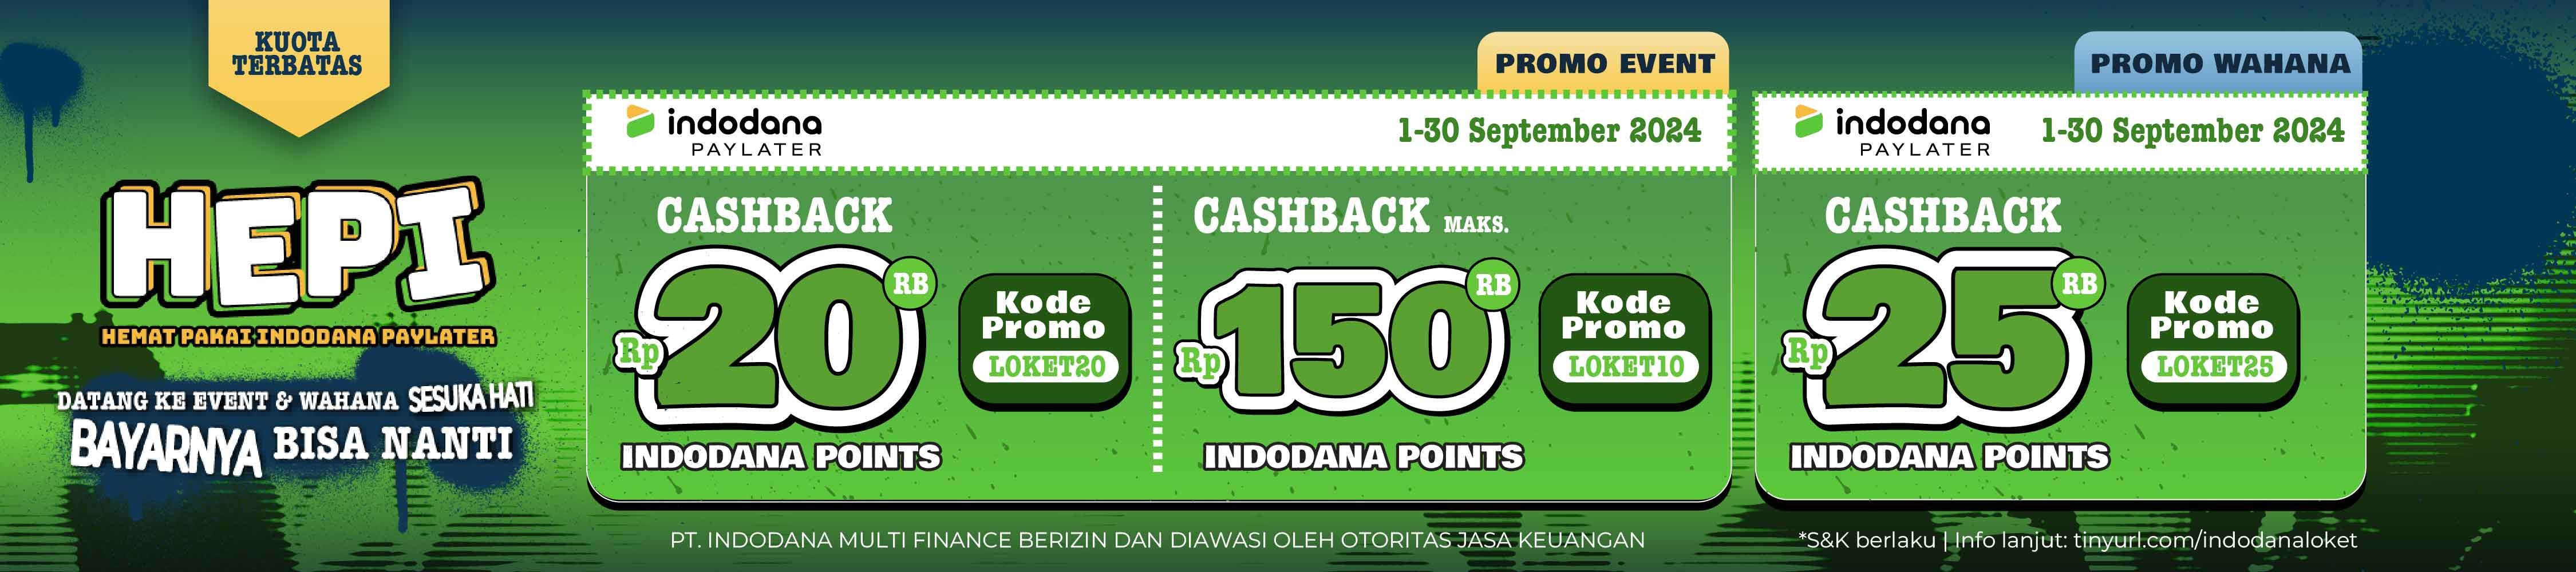 KUOTA
TERBATAS
HEPI
HEMAT PAKAI INDODANA PAYLATER
DATANG KE EVENT & WAHANA SESUKA HATI
BAYARNYA BISA NANTI
PROMO EVENT
indodana
PAYLATER
1-30 September 2024
CASHBACK
Rp 20 RB
INDODANA POINTS
Kode
Promo
LOKET20
CASHBACK MAKS.
Rp 150 RB
INDODANA POINTS
Kode
Promo
LOKET10
PROMO WAHANA
indodana
PAYLATER
1-30 September 2024
CASHBACK
Rp 25 RB
INDODANA POINTS
Kode
Promo
LOKET25
PT. INDODANA MULTI FINANCE BERIZIN DAN DIAWASI OLEH OTORITAS JASA KEUANGAN
*S&K berlaku | Info lanjut: tinyurl.com/indodanaloket